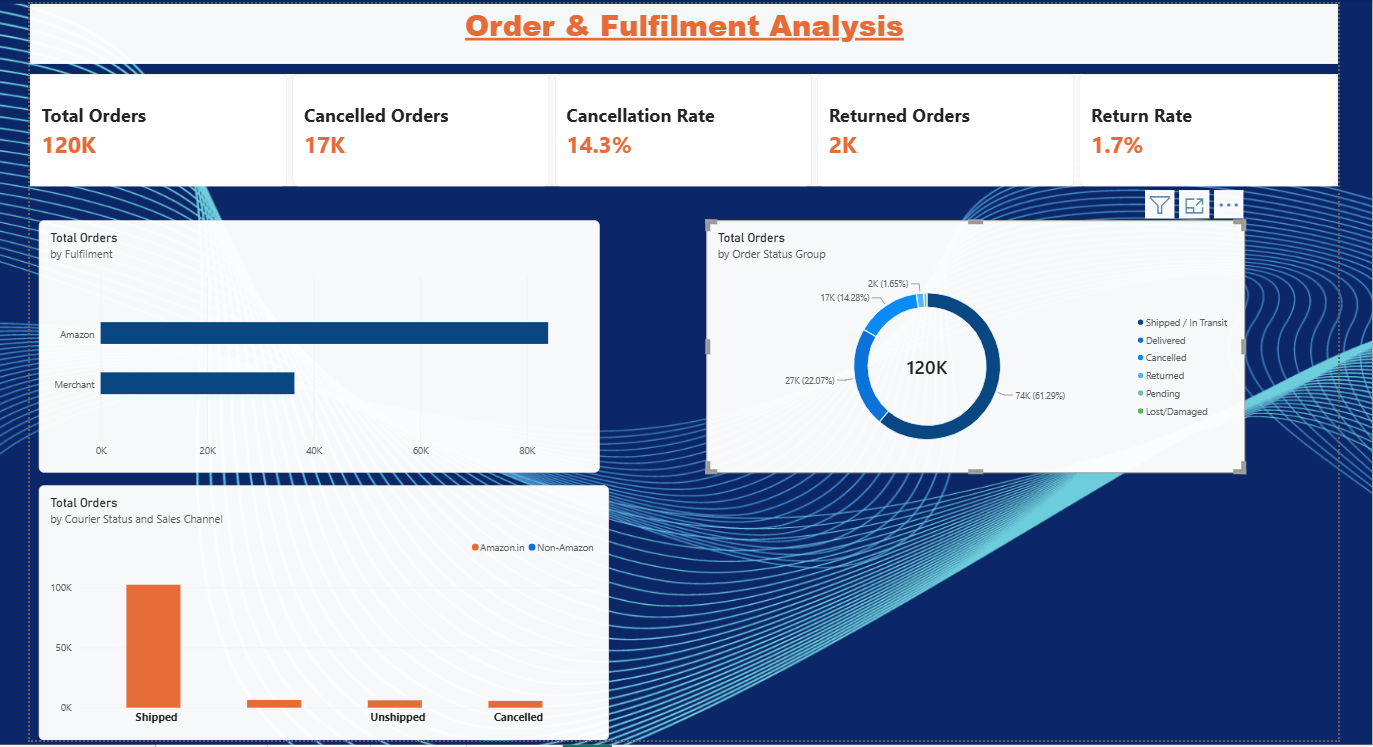 Order & Fulfilment Analysis
Total Orders
120K
Cancelled Orders
17K
Cancellation Rate
14.3%
Returned Orders
2K
Return Rate
1.7%
Total Orders
by Fulfilment
Amazon
Merchant
0K 20K 40K 60K 80K
Total Orders
by Order Status Group
2K (1.65%)
17K (14.28%)
27K (22.07%)
120K
74K (61.29%)
Shipped / In Transit
Delivered
Cancelled
Returned
Pending
Lost/Damaged
Total Orders
by Courier Status and Sales Channel
Amazon.in Non-Amazon
100K
50K
0K
Shipped Unshipped Cancelled